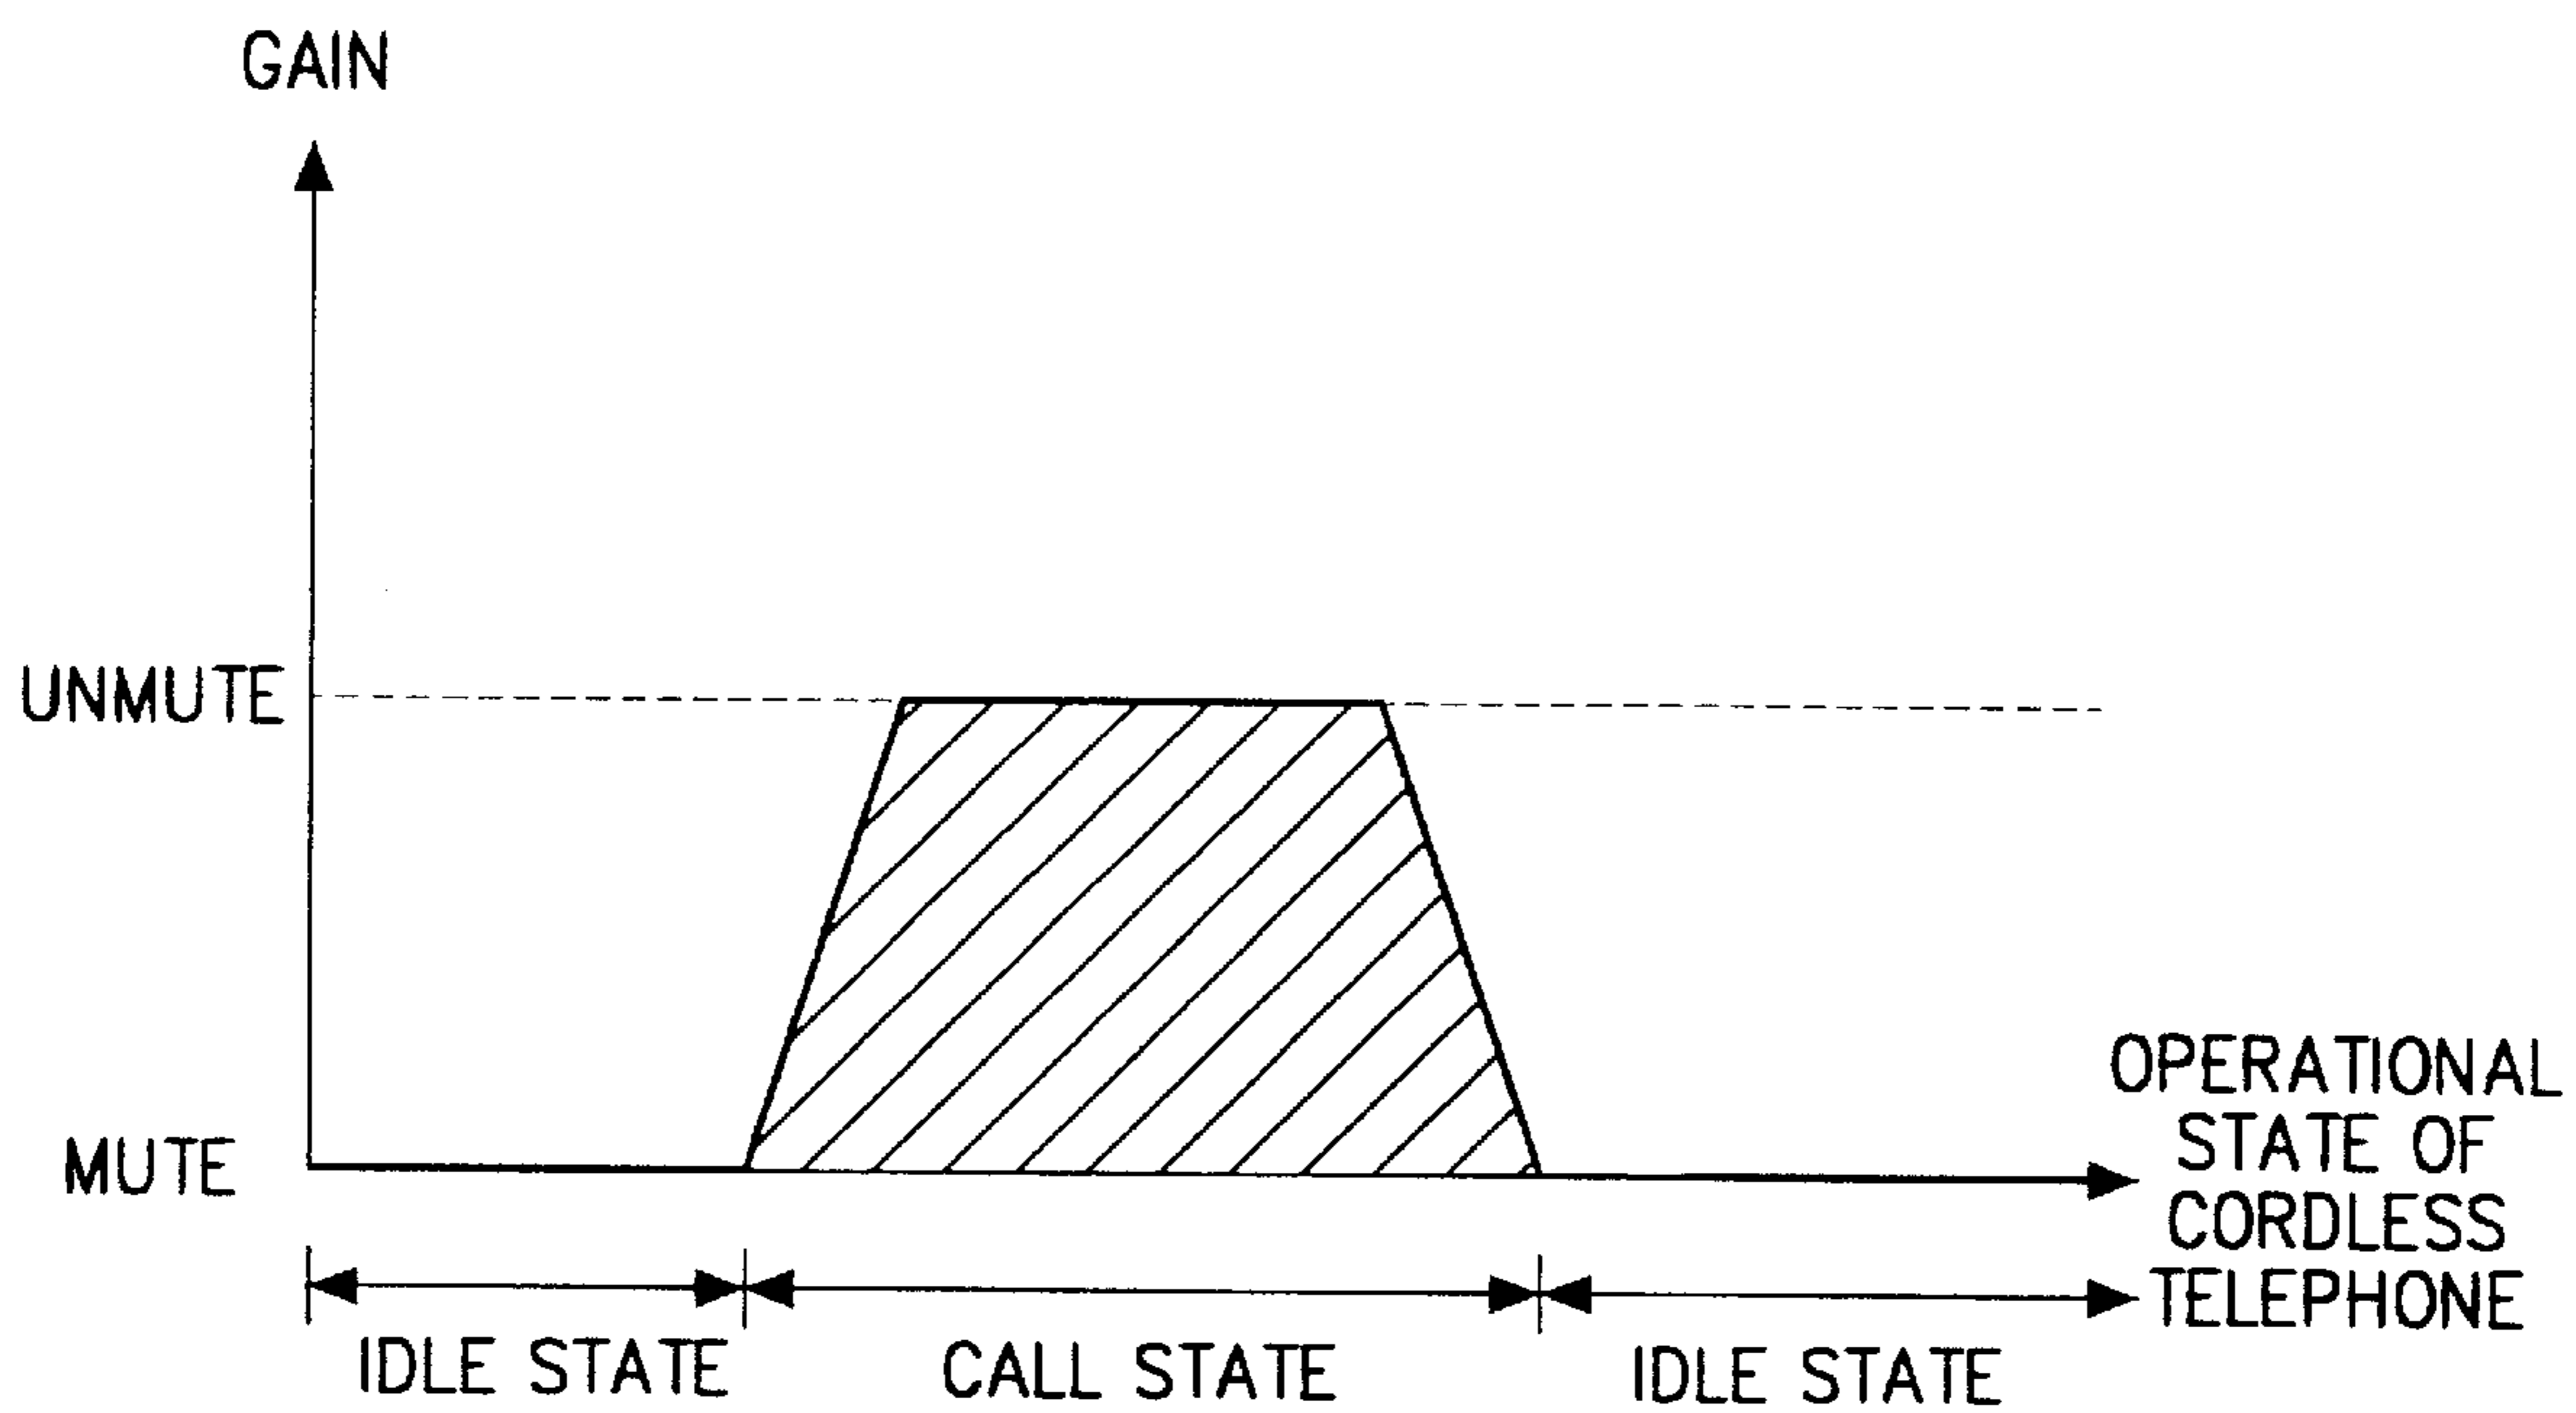 GAIN
UNMUTE
MUTE
OPERATIONAL
STATE OF
CORDLESS
TELEPHONE
IDLE STATE
CALL STATE
IDLE STATE